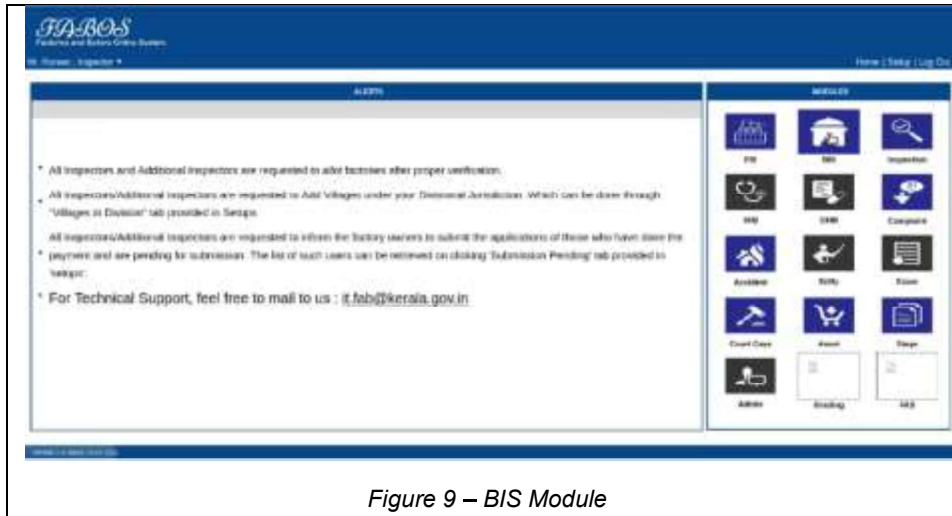 FABOS
Factories and Boilers Online System
Inspector
Home | Setup | Log Out
ALERTS
MODULES
All Inspectors and Additional Inspectors are requested to allot factories after proper verification.
All Inspectors/Additional Inspectors are requested to Add Villages under your Divisional Jurisdiction. Which can be done through
'Villages in Division' tab provided in Setups.
All Inspectors/Additional Inspectors are requested to inform the factory owners to submit the applications of those who have done the
payment and are pending for submission. The list of such users can be retrieved on clicking 'Submission Pending' tab provided in
'Setups'.
For Technical Support, feel free to mail to us : it.fab@kerala.gov.in
FIS
BIS
Inspection
Complaint
Accident
Court Case
Asset
Admin
Grading
Figure 9 – BIS Module